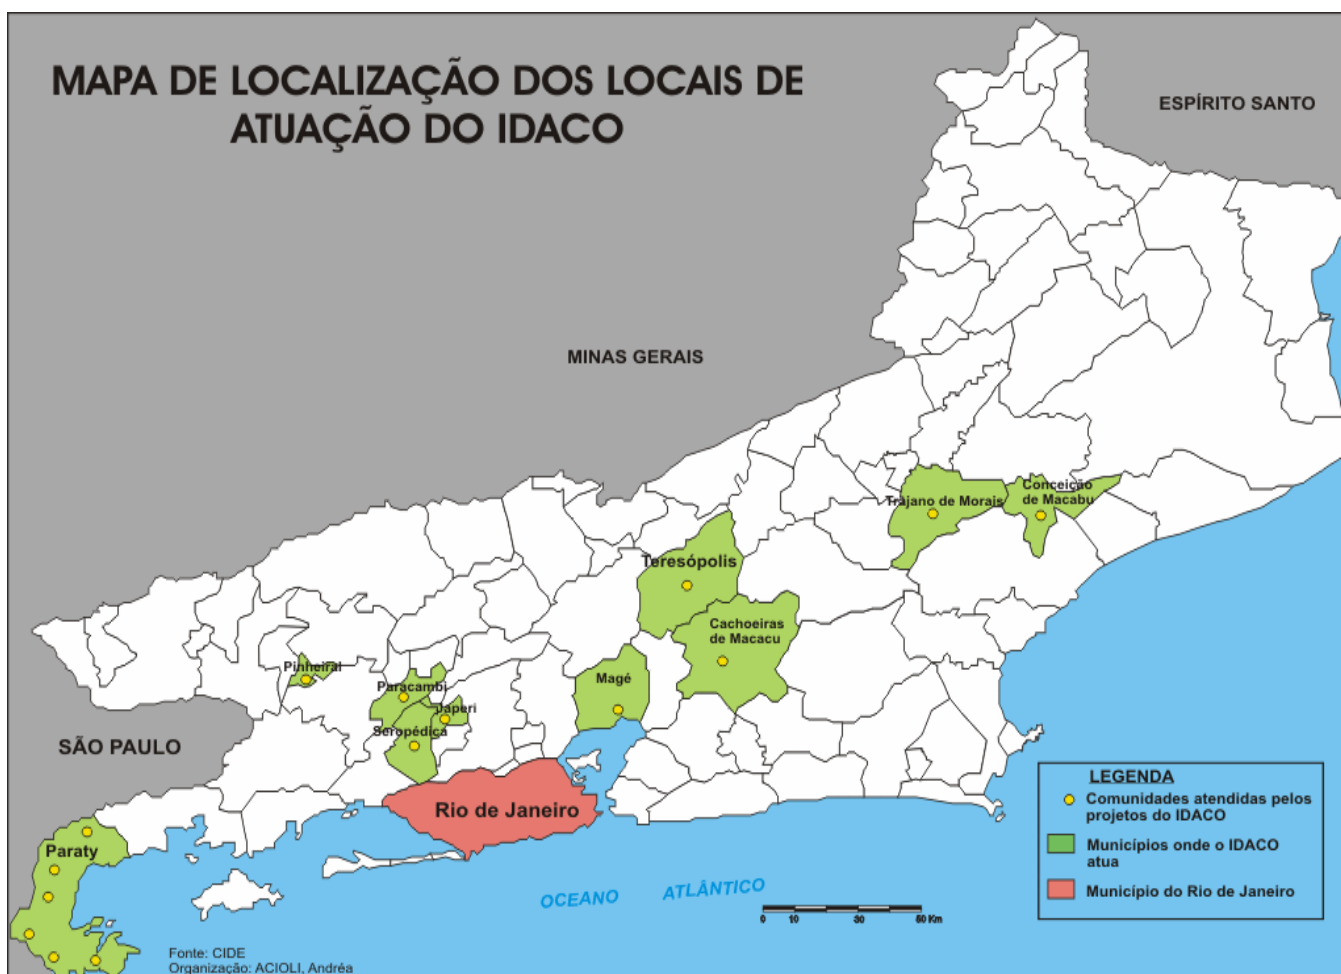 MAPA DE LOCALIZAÇÃO DOS LOCAIS DE
ATUAÇÃO DO IDACO
ESPÍRITO SANTO
MINAS GERAIS
Trajano de Morais
Conceição
de Macabu
Teresópolis
Cachoeiras
de Macacu
Pinheiral
Paracambi
Magé
Japeri
Seropédica
SÃO PAULO
Rio de Janeiro
Paraty
OCEANO ATLÂNTICO
0 10 30 50 Km
LEGENDA
Comunidades atendidas pelos
projetos do IDACO
Municípios onde o IDACO
atua
Município do Rio de Janeiro
Fonte: CIDE
Organização: ACIOLI, Andréa